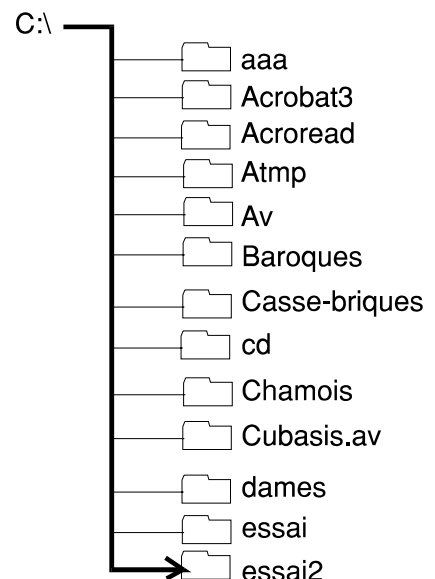 C:\
aaa
Acrobat3
Acroread
Atmp
Av
Baroques
Casse-briques
cd
Chamois
Cubasis.av
dames
essai
essai2